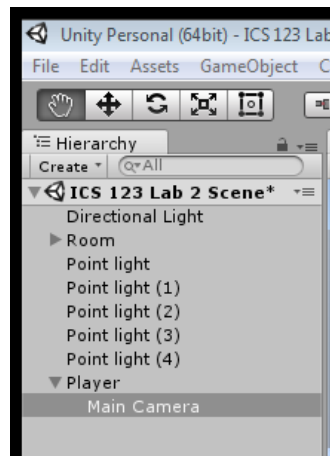 Unity Personal (64bit) - ICS 123 Lab
File Edit Assets GameObject C
Hierarchy
Create All
ICS 123 Lab 2 Scene*
Directional Light
Room
Point light
Point light (1)
Point light (2)
Point light (3)
Point light (4)
Player
Main Camera